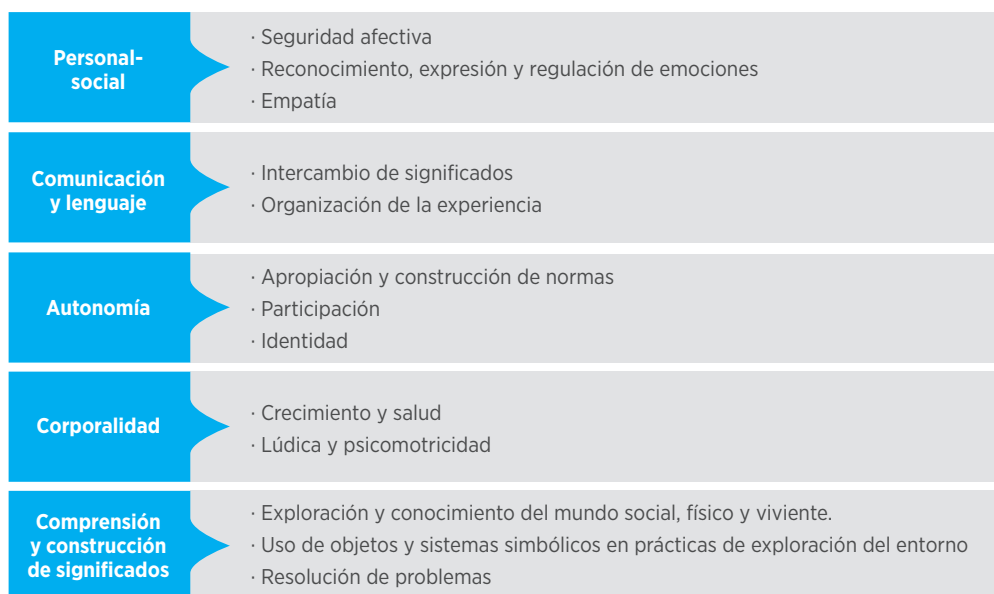 Personal-
social
· Seguridad afectiva
· Reconocimiento, expresión y regulación de emociones
· Empatía
Comunicación
y lenguaje
· Intercambio de significados
· Organización de la experiencia
Autonomía
· Apropiación y construcción de normas
· Participación
· Identidad
Corporalidad
· Crecimiento y salud
· Lúdica y psicomotricidad
Comprensión
y construcción
de significados
· Exploración y conocimiento del mundo social, físico y viviente.
· Uso de objetos y sistemas simbólicos en prácticas de exploración del entorno
· Resolución de problemas